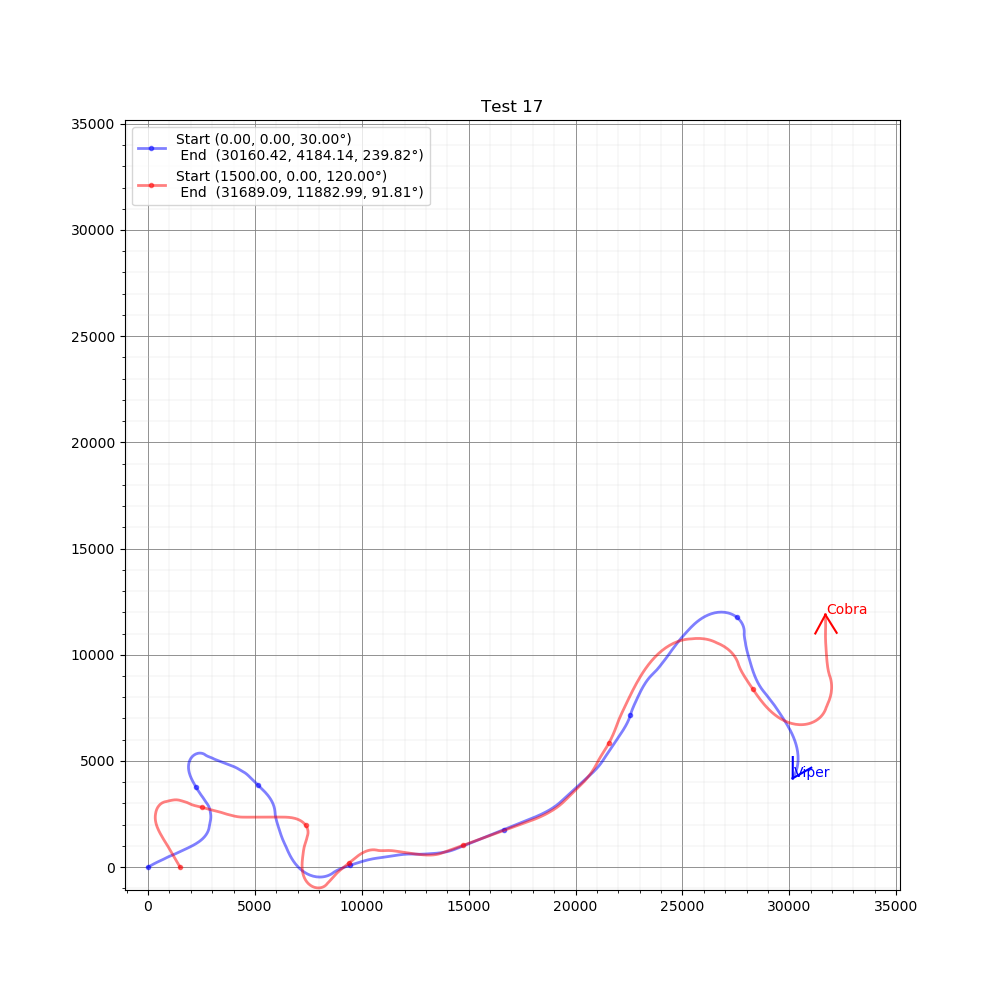 Test 17
Start (0.00, 0.00, 30.00°)
End (30160.42, 4184.14, 239.82°)
Start (1500.00, 0.00, 120.00°)
End (31689.09, 11882.99, 91.81°)
35000
30000
25000
20000
15000
10000
5000
0
Cobra
Viper
0 5000 10000 15000 20000 25000 30000 35000